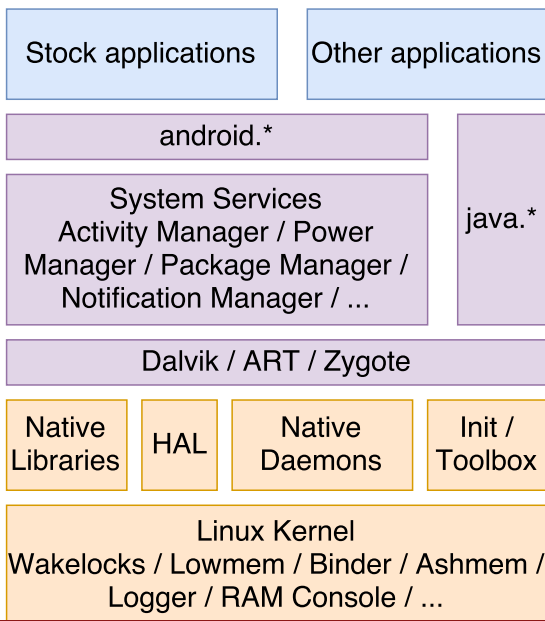 Stock applications
Other applications
android.*
java.*
System Services
Activity Manager / Power
Manager / Package Manager /
Notification Manager / ...
Dalvik / ART / Zygote
Native
Libraries
HAL
Native
Daemons
Init /
Toolbox
Linux Kernel
Wakelocks / Lowmem / Binder / Ashmem /
Logger / RAM Console / ...